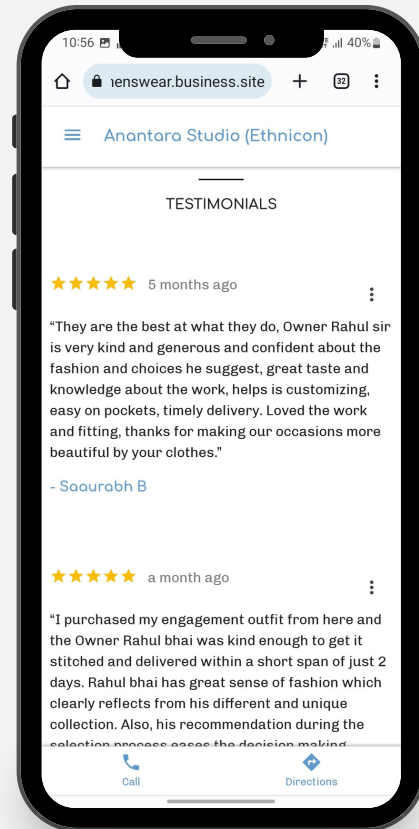 10:56
40%
enswear.business.site
32
Anantara Studio (Ethnicon)
TESTIMONIALS
5 months ago
“They are the best at what they do, Owner Rahul sir
is very kind and generous and confident about the
fashion and choices he suggest, great taste and
knowledge about the work, helps is customizing,
easy on pockets, timely delivery. Loved the work
and fitting, thanks for making our occasions more
beautiful by your clothes.”
- Saaurabh B
a month ago
“I purchased my engagement outfit from here and
the Owner Rahul bhai was kind enough to get it
stitched and delivered within a short span of just 2
days. Rahul bhai has great sense of fashion which
clearly reflects from his different and unique
collection. Also, his recommendation during the
selection process eases the decision making
Call
Directions